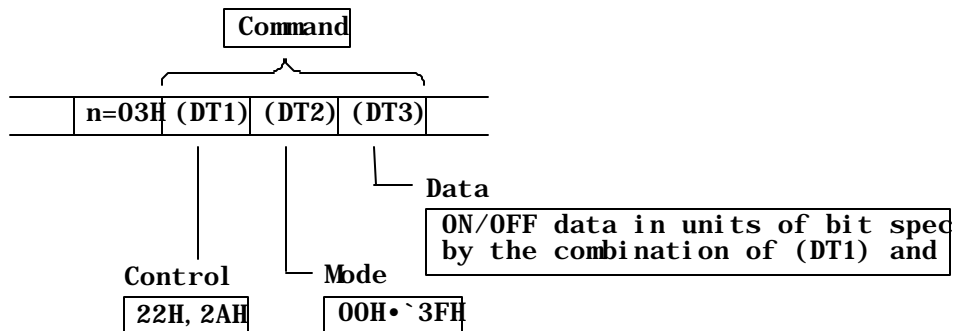 Command
n=03H (DT1) (DT2) (DT3)
Data
ON/OFF data in units of bit spec
by the combination of (DT1) and
Control
Mode
22H, 2AH
00H•`3FH